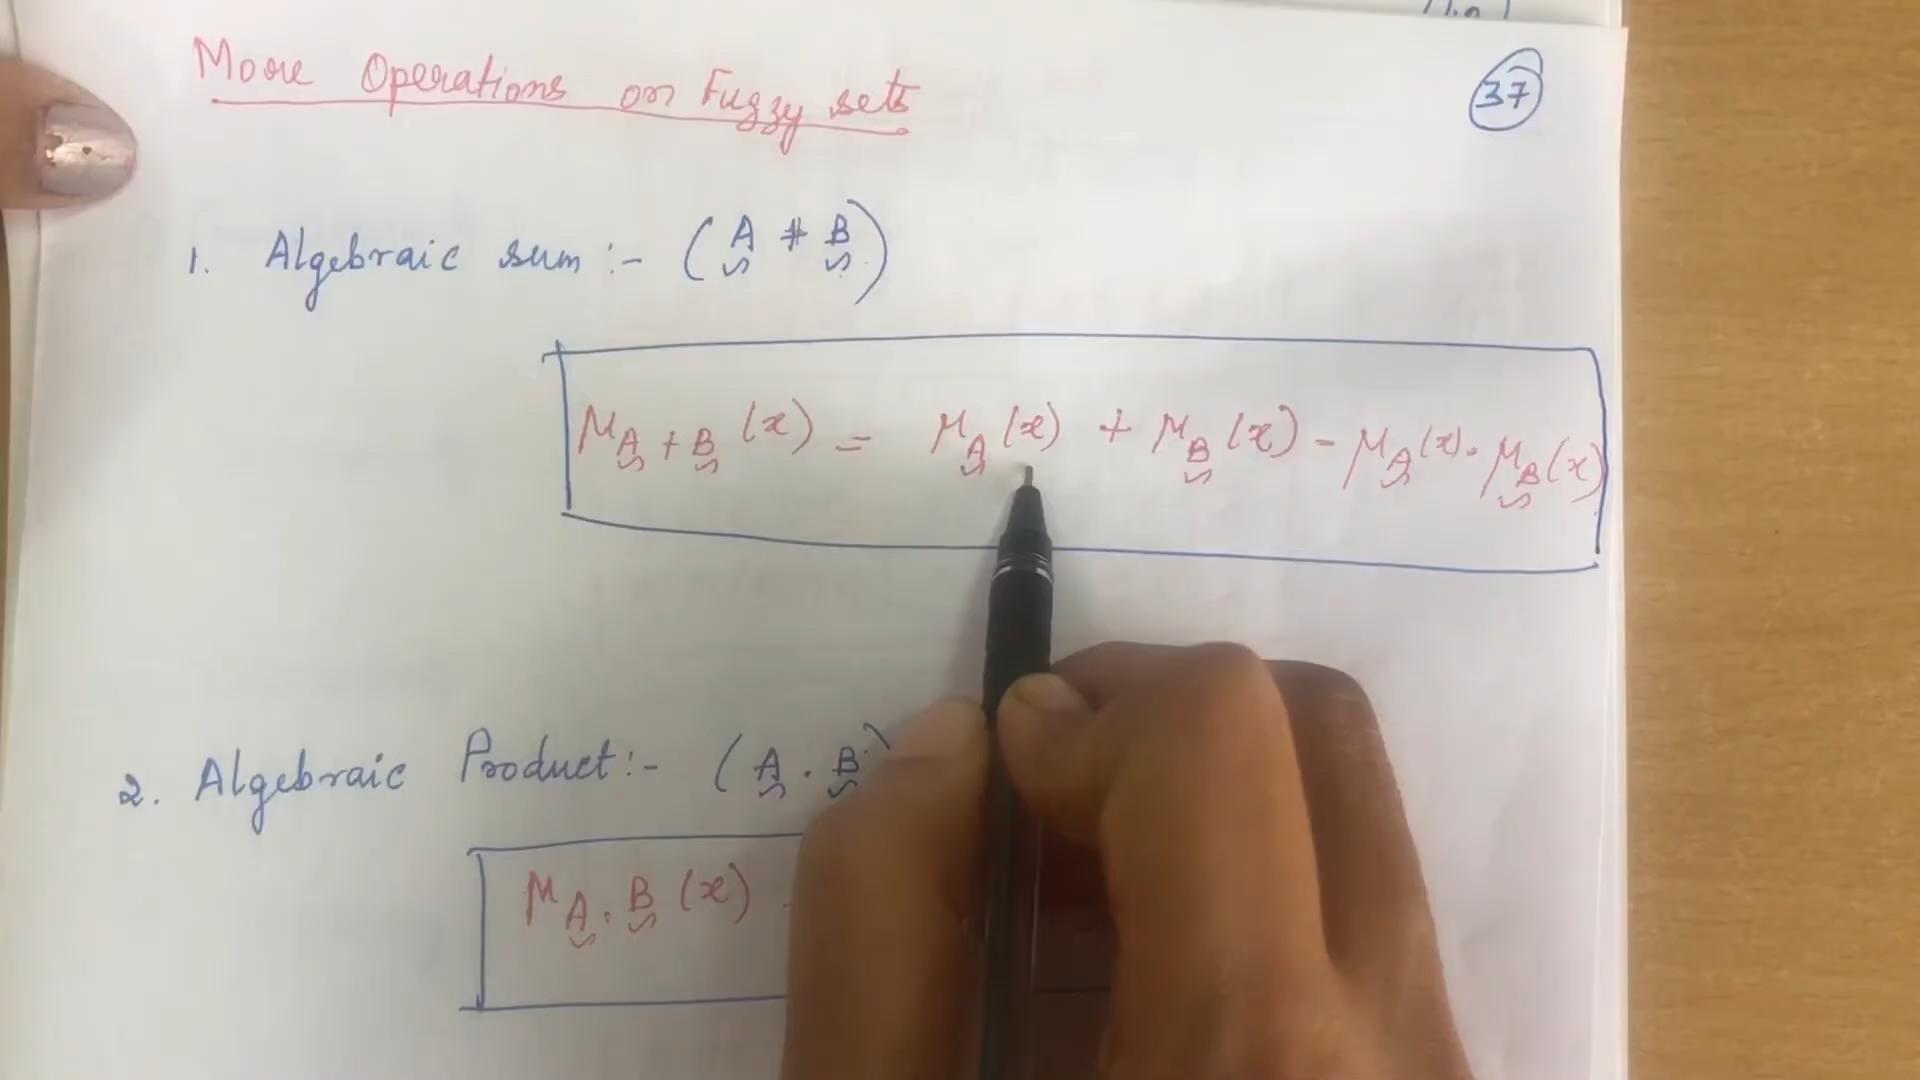 More Operations on Fuzzy sets
37
1. Algebraic sum :- (A̰ + B̰)
μA̰ + B̰ (x) = μA̰ (x) + μB̰ (x) - μA̰ (x) . μB̰ (x)
2. Algebraic Product :- (A̰ . B̰)
μA̰ . B̰ (x)